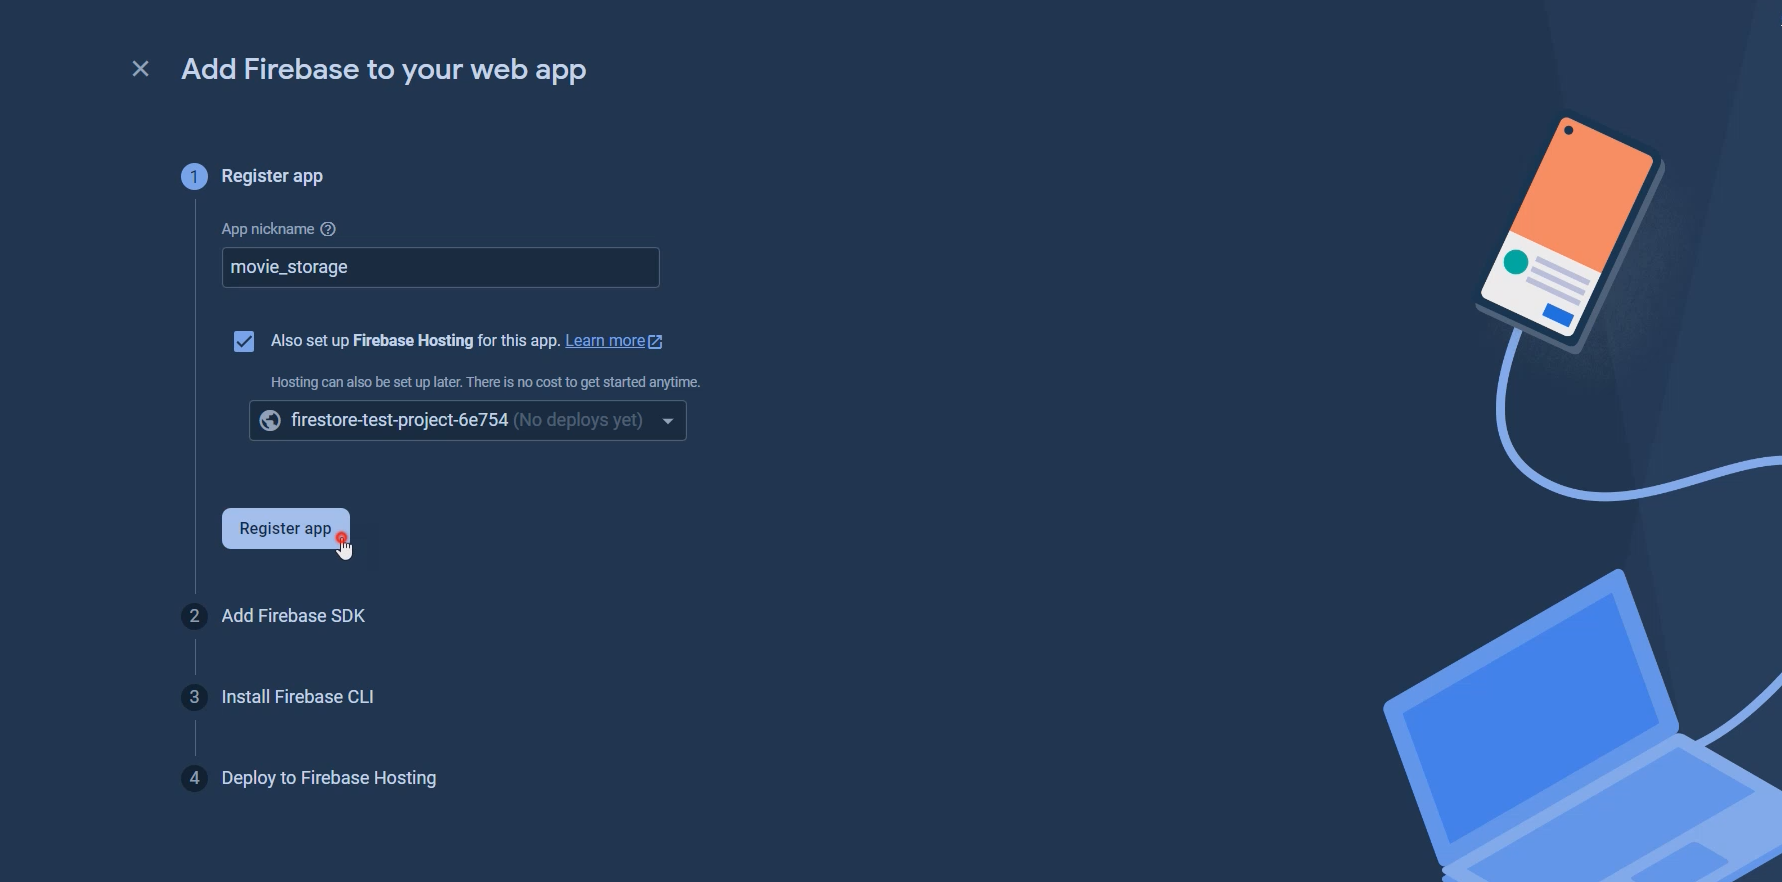 Add Firebase to your web app
1 Register app
App nickname
movie_storage
Also set up Firebase Hosting for this app. Learn more
Hosting can also be set up later. There is no cost to get started anytime.
firestore-test-project-6e754 (No deploys yet)
Register app
2 Add Firebase SDK
3 Install Firebase CLI
4 Deploy to Firebase Hosting